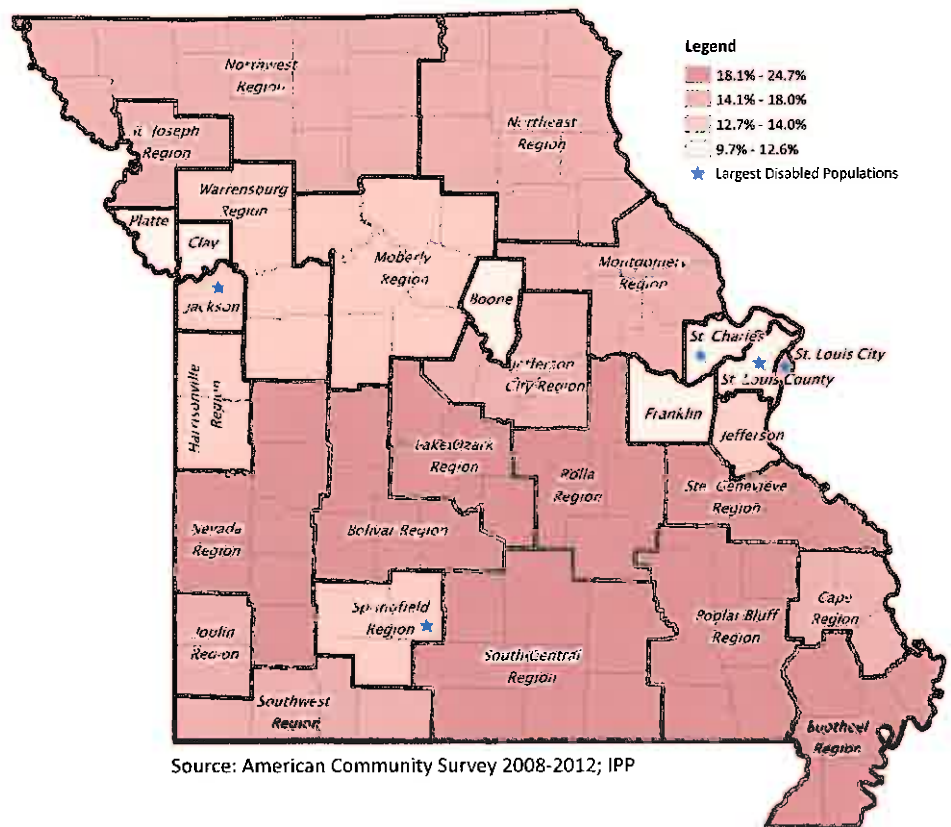 Legend
18.1% - 24.7%
14.1% - 18.0%
12.7% - 14.0%
9.7% - 12.6%
Largest Disabled Populations
Northwest
Region
Northeast
Region
St. Joseph
Region
Warrensburg
Region
Platte
Clay
Moberly
Region
Montgomery
Region
Jackson
Boone
St. Charles
St. Louis City
St. Louis County
Jefferson
City Region
Harrisonville
Region
Franklin
Jefferson
Lake Ozark
Region
Rolla
Region
Ste. Genevieve
Region
Nevada
Region
Bolivar Region
Springfield
Region
Cape
Region
Poplar Bluff
Region
Joplin
Region
South Central
Region
Southwest
Region
Bootheel
Region
Source: American Community Survey 2008-2012; IPP